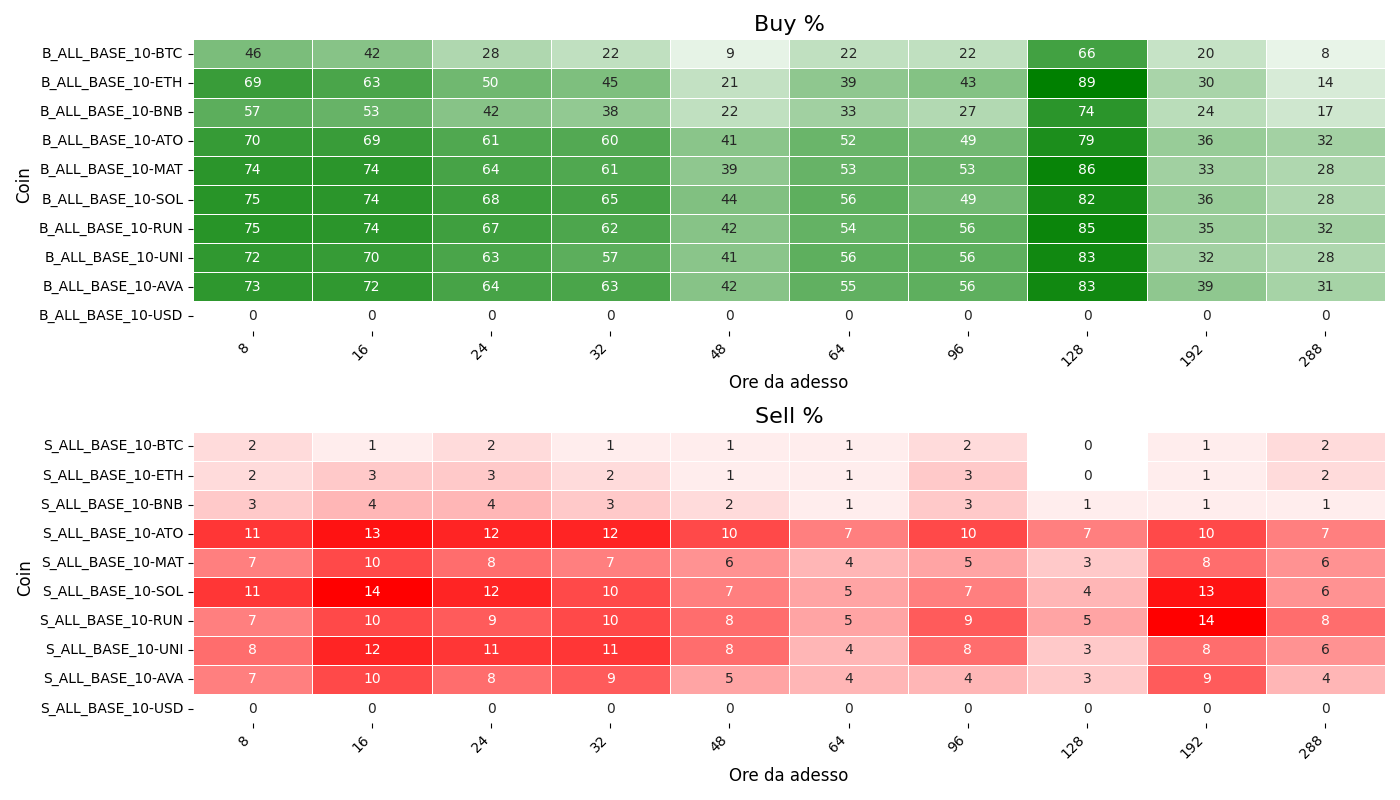 Buy %
Coin
B_ALL_BASE_10-BTC 46 42 28 22 9 22 22 66 20 8
B_ALL_BASE_10-ETH 69 63 50 45 21 39 43 89 30 14
B_ALL_BASE_10-BNB 57 53 42 38 22 33 27 74 24 17
B_ALL_BASE_10-ATO 70 69 61 60 41 52 49 79 36 32
B_ALL_BASE_10-MAT 74 74 64 61 39 53 53 86 33 28
B_ALL_BASE_10-SOL 75 74 68 65 44 56 49 82 36 28
B_ALL_BASE_10-RUN 75 74 67 62 42 54 56 85 35 32
B_ALL_BASE_10-UNI 72 70 63 57 41 56 56 83 32 28
B_ALL_BASE_10-AVA 73 72 64 63 42 55 56 83 39 31
B_ALL_BASE_10-USD 0 0 0 0 0 0 0 0 0 0
8 16 24 32 48 64 96 128 192 288
Ore da adesso
Sell %
Coin
S_ALL_BASE_10-BTC 2 1 2 1 1 1 2 0 1 2
S_ALL_BASE_10-ETH 2 3 3 2 1 1 3 0 1 2
S_ALL_BASE_10-BNB 3 4 4 3 2 1 3 1 1 1
S_ALL_BASE_10-ATO 11 13 12 12 10 7 10 7 10 7
S_ALL_BASE_10-MAT 7 10 8 7 6 4 5 3 8 6
S_ALL_BASE_10-SOL 11 14 12 10 7 5 7 4 13 6
S_ALL_BASE_10-RUN 7 10 9 10 8 5 9 5 14 8
S_ALL_BASE_10-UNI 8 12 11 11 8 4 8 3 8 6
S_ALL_BASE_10-AVA 7 10 8 9 5 4 4 3 9 4
S_ALL_BASE_10-USD 0 0 0 0 0 0 0 0 0 0
8 16 24 32 48 64 96 128 192 288
Ore da adesso